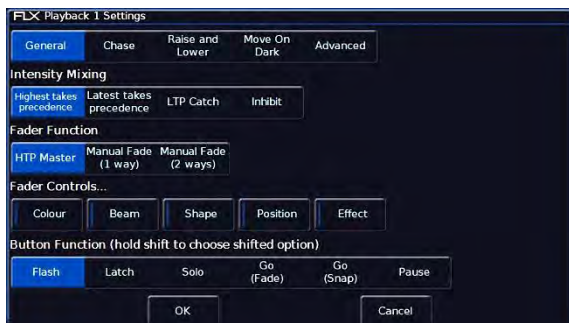 FLX Playback 1 Settings
General Chase Raise and Lower Move On Dark Advanced
Intensity Mixing
Highest takes precedence Latest takes precedence LTP Catch Inhibit
Fader Function
HTP Master Manual Fade (1 way) Manual Fade (2 ways)
Fader Controls...
Colour Beam Shape Position Effect
Button Function (hold shift to choose shifted option)
Flash Latch Solo Go (Fade) Go (Snap) Pause
OK Cancel